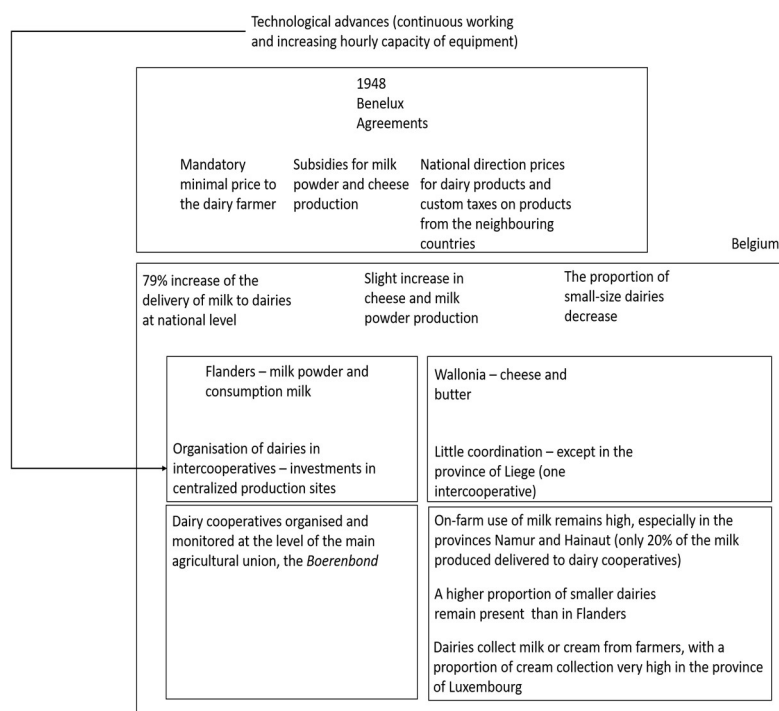 Technological advances (continuous working
and increasing hourly capacity of equipment)
1948
Benelux
Agreements
Mandatory
minimal price to
the dairy farmer
Subsidies for milk
powder and cheese
production
National direction prices
for dairy products and
custom taxes on products
from the neighbouring
countries
Belgium
79% increase of the
delivery of milk to dairies
at national level
Slight increase in
cheese and milk
powder production
The proportion of
small-size dairies
decrease
Flanders – milk powder and
consumption milk
Organisation of dairies in
intercooperatives – investments in
centralized production sites
Wallonia – cheese and
butter
Little coordination – except in the
province of Liege (one
intercooperative)
Dairy cooperatives organised and
monitored at the level of the main
agricultural union, the Boerenbond
On-farm use of milk remains high, especially in the
provinces Namur and Hainaut (only 20% of the milk
produced delivered to dairy cooperatives)
A higher proportion of smaller dairies
remain present than in Flanders
Dairies collect milk or cream from farmers, with a
proportion of cream collection very high in the province
of Luxembourg